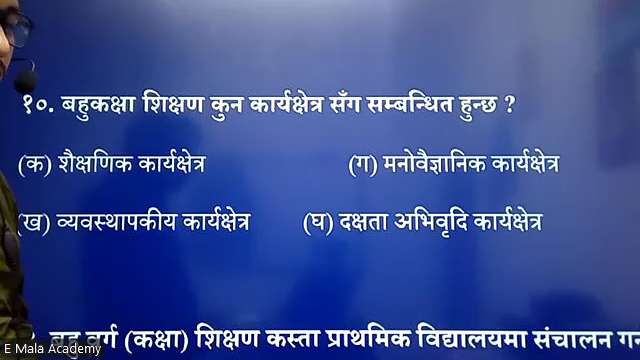 १०. बहुकक्षा शिक्षण कुन कार्यक्षेत्र सँग सम्बन्धित हुन्छ ?
(क) शैक्षणिक कार्यक्षेत्र (ग) मनोवैज्ञानिक कार्यक्षेत्र
(ख) व्यवस्थापकीय कार्यक्षेत्र (घ) दक्षता अभिवृदि कार्यक्षेत्र
वर्ग (कक्षा) शिक्षण कस्ता प्राथमिक विद्यालयमा संचालन
E Mala Academy